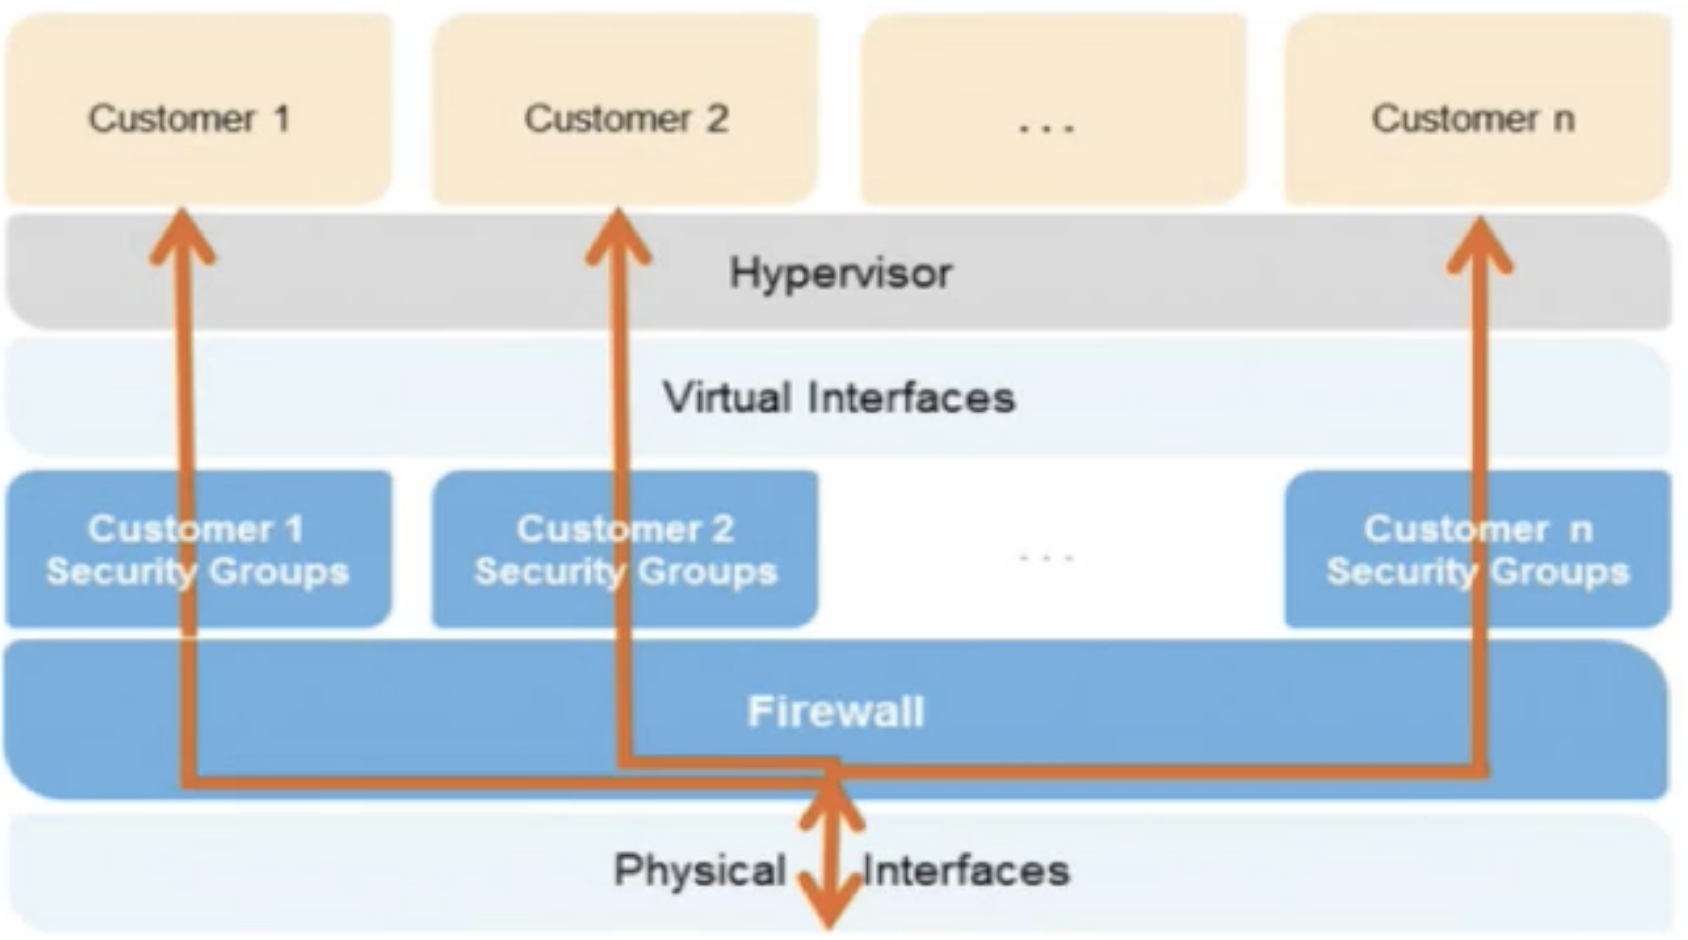 Customer 1
Customer 2
...
Customer n
Hypervisor
Virtual Interfaces
Customer 1
Security Groups
Customer 2
Security Groups
...
Customer n
Security Groups
Firewall
Physical Interfaces